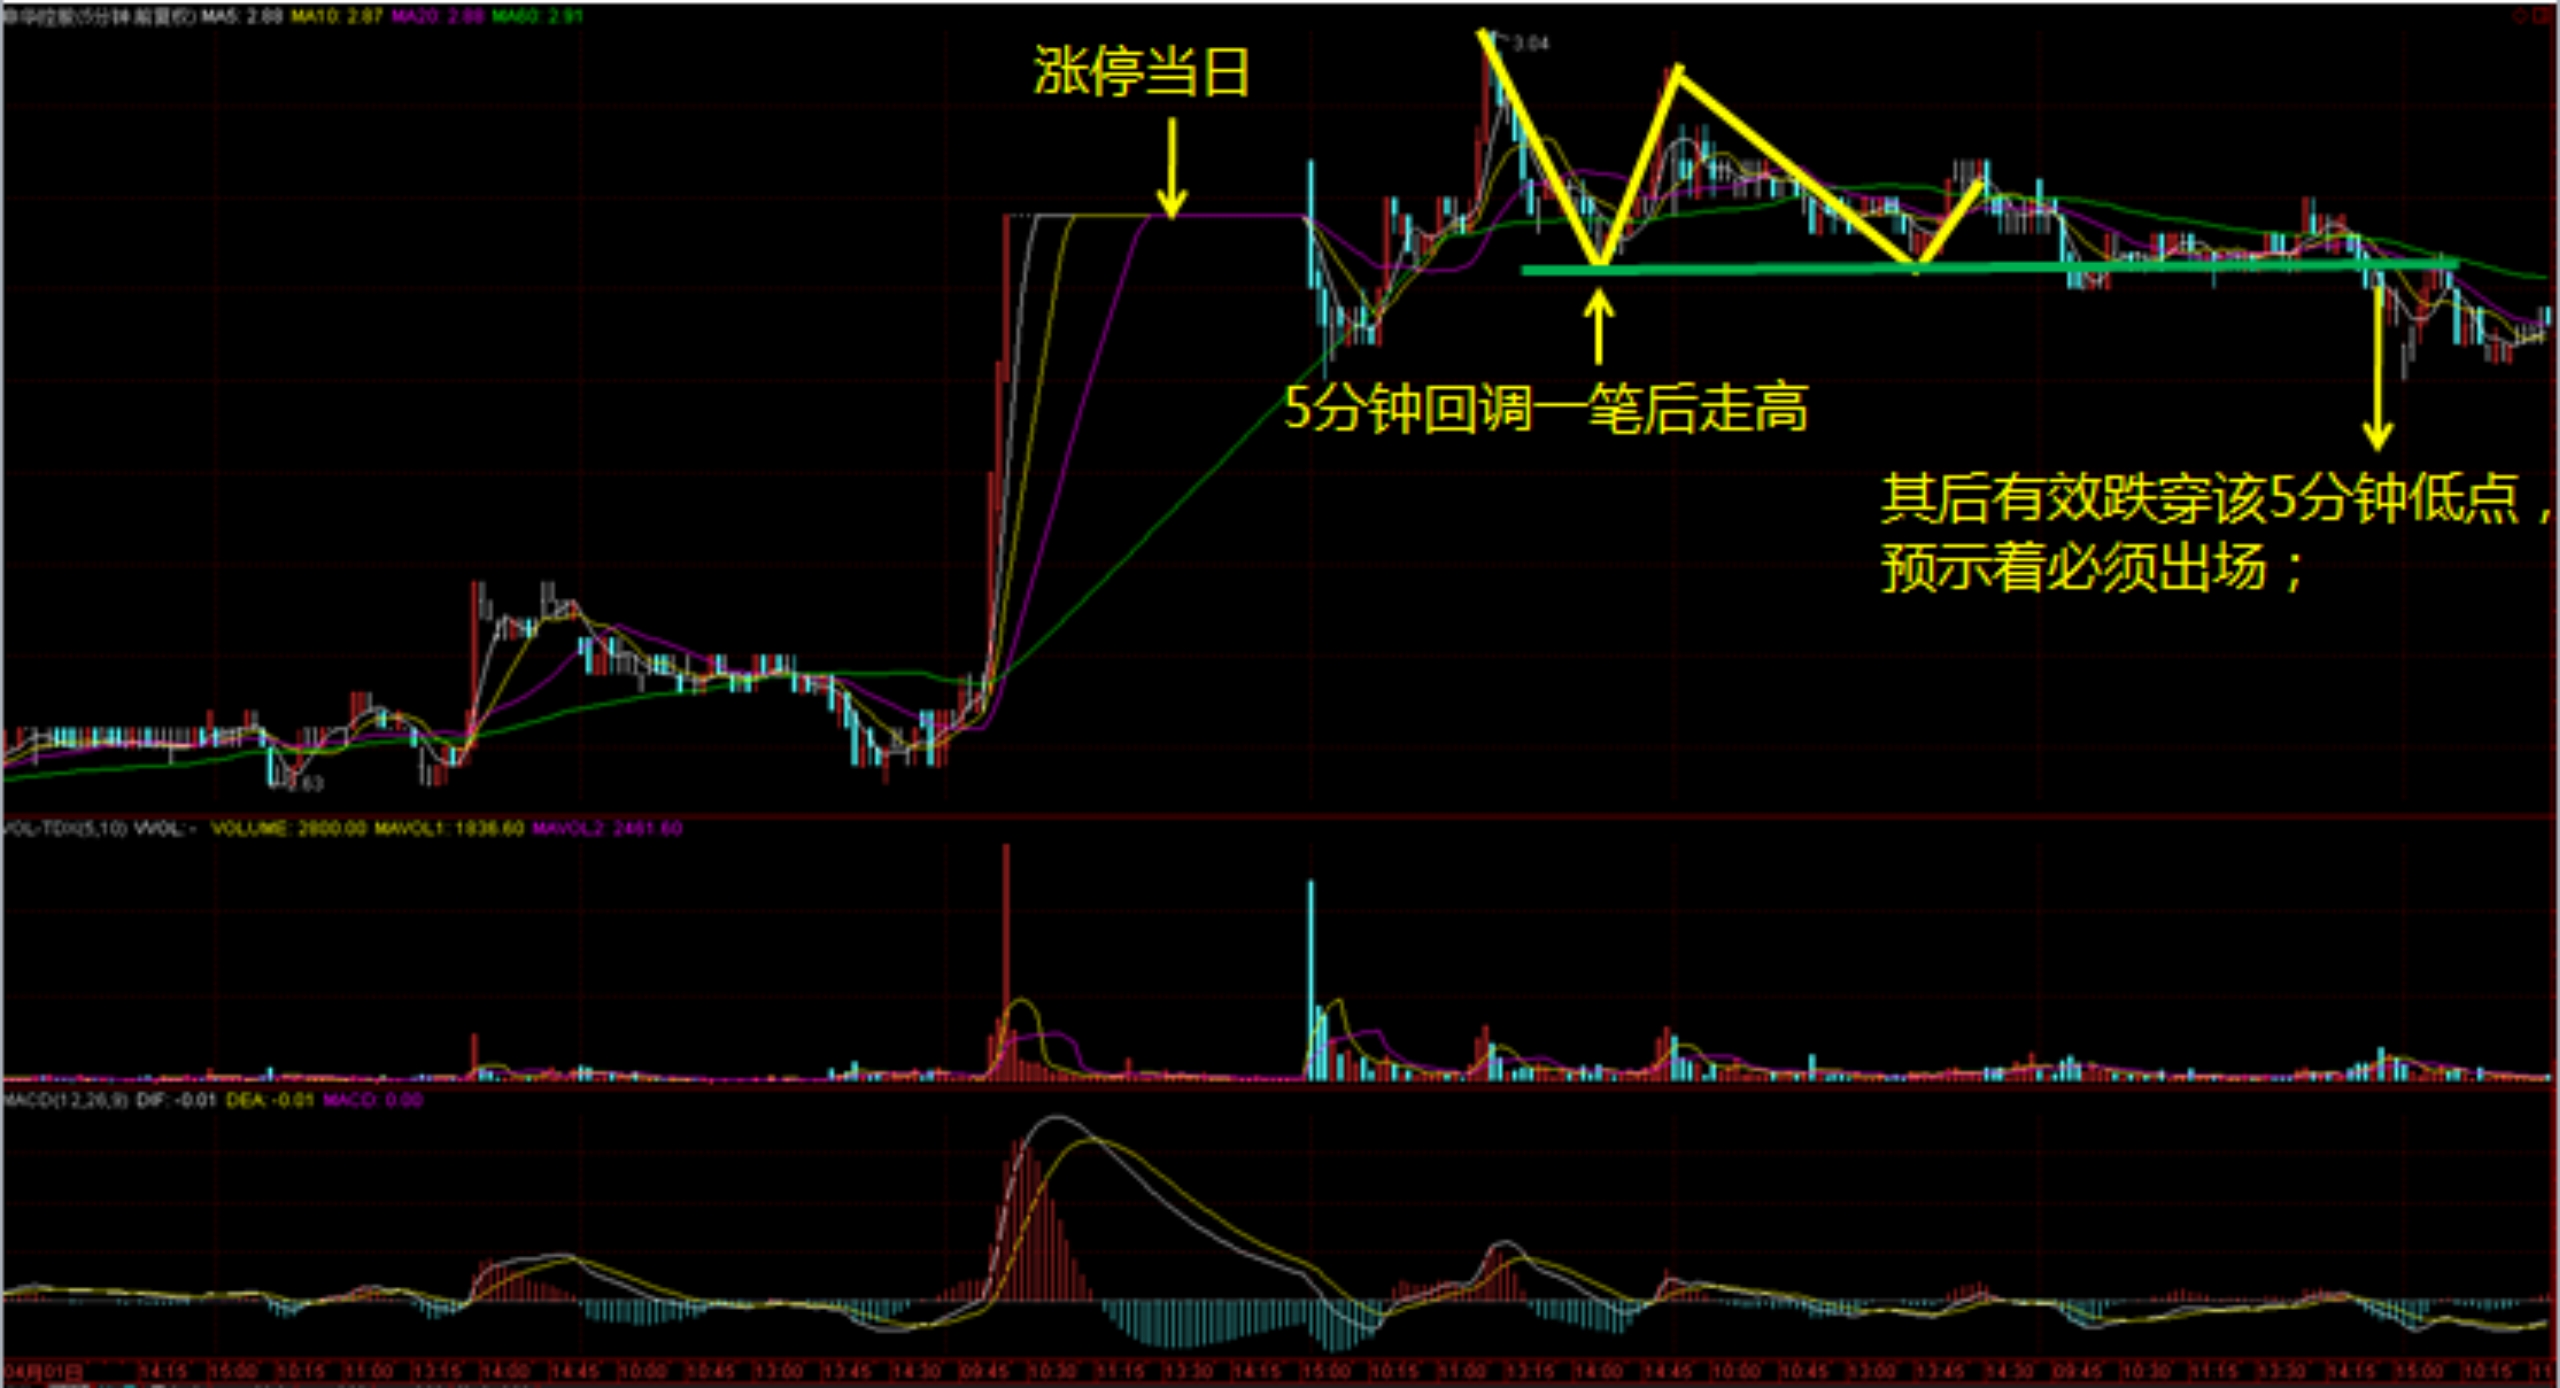 (5分钟 前复权) MA5: 2.88 MA10: 2.87 MA20: 2.88 MA60: 2.91
涨停当日
3.04
5分钟回调一笔后走高
其后有效跌穿该5分钟低点，
预示着必须出场；
VOL-TDX(5,10) VVOL: - VOLUME: 2800.00 MAVOL1: 1836.60 MAVOL2: 2461.60
MACD(12,26,9) DIF: -0.01 DEA: -0.01 MACD: 0.00
04月01日 14:15 15:00 10:15 11:00 13:15 14:00 14:45 10:00 10:45 13:00 13:45 14:30 09:45 10:30 11:15 13:30 14:15 15:00 10:15 11:00 13:15 14:00 14:45 10:00 10:45 13:00 13:45 14:30 09:45 10:30 11:15 13:30 14:15 15:00 10:15